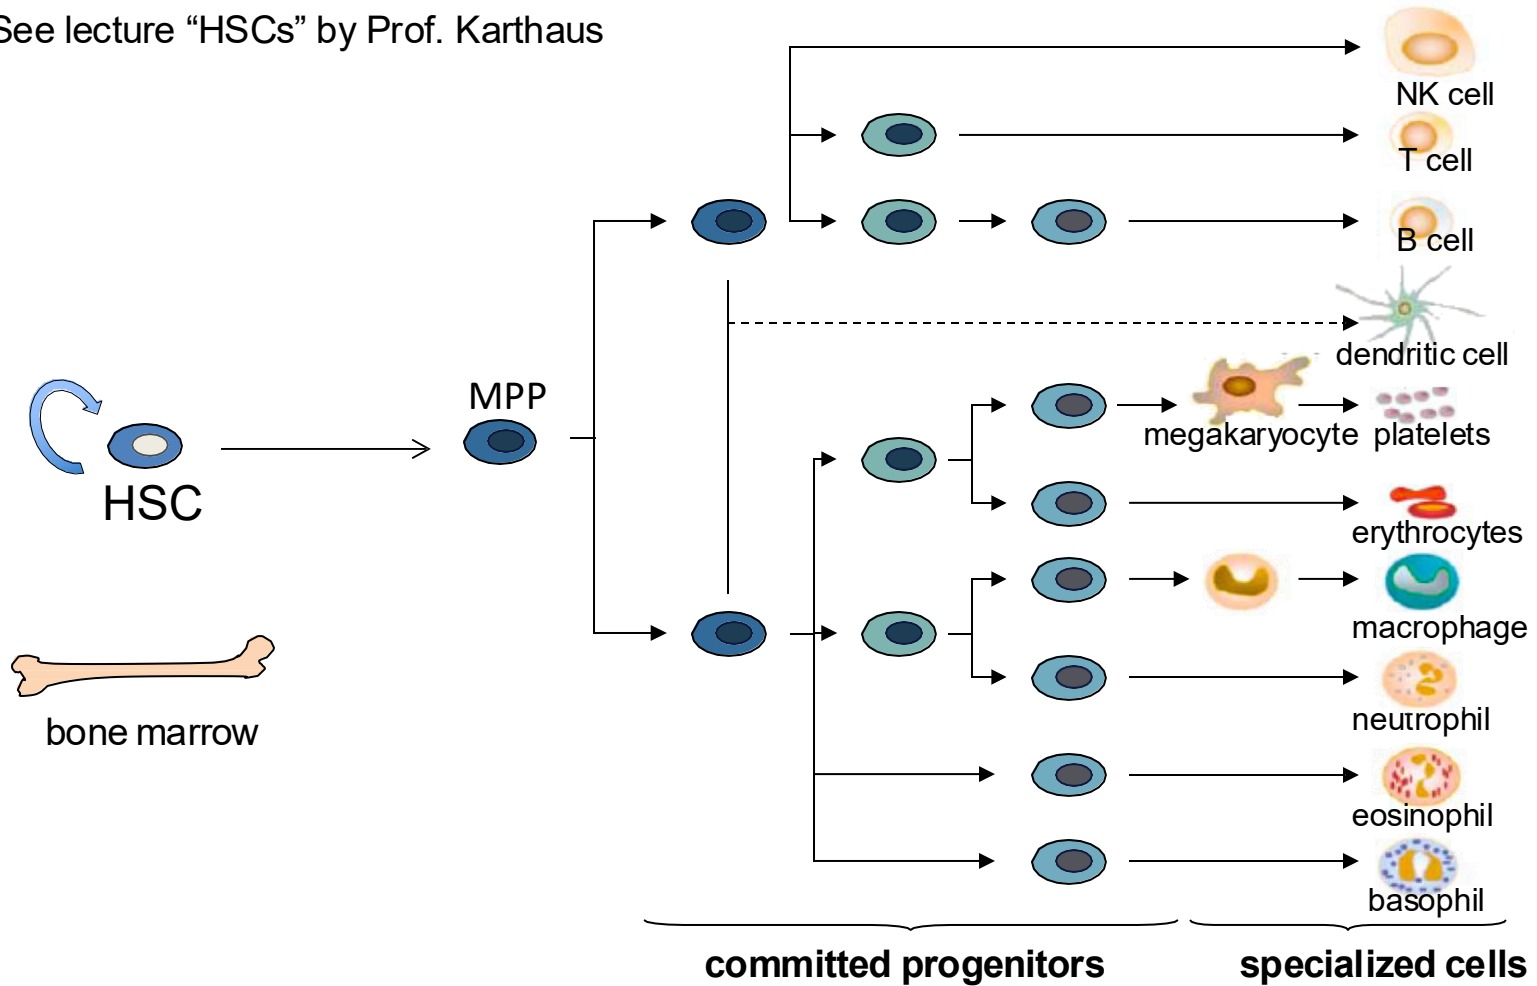 See lecture “HSCs” by Prof. Karthaus
NK cell
T cell
B cell
dendritic cell
MPP
megakaryocyte
platelets
HSC
erythrocytes
macrophage
bone marrow
neutrophil
eosinophil
basophil
committed progenitors
specialized cells